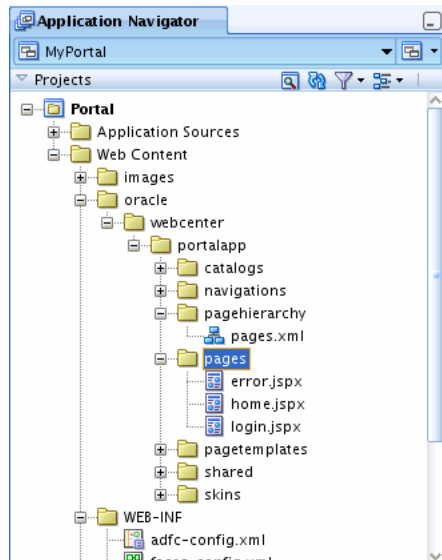 Application Navigator
MyPortal
Projects
Portal
Application Sources
Web Content
images
oracle
webcenter
portalapp
catalogs
navigations
pagehierarchy
pages.xml
pages
error.jspx
home.jspx
login.jspx
pagetemplates
shared
skins
WEB-INF
adfc-config.xml